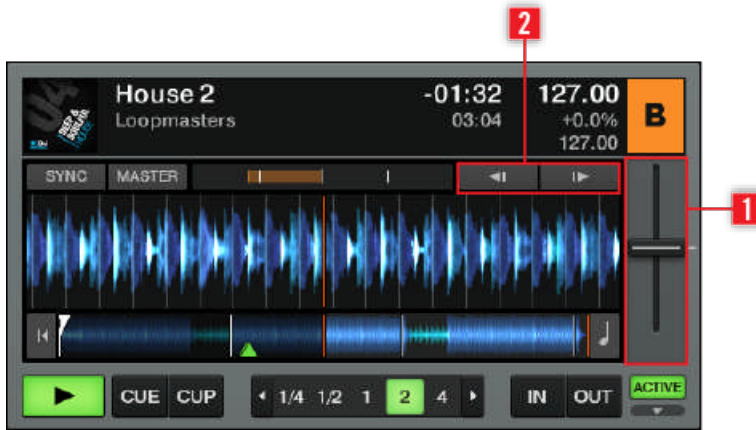 2
House 2
Loopmasters
-01:32
03:04
127.00
+0.0%
127.00
B
SYNC MASTER
1
CUE CUP
1/4 1/2 1 2 4
IN OUT
ACTIVE